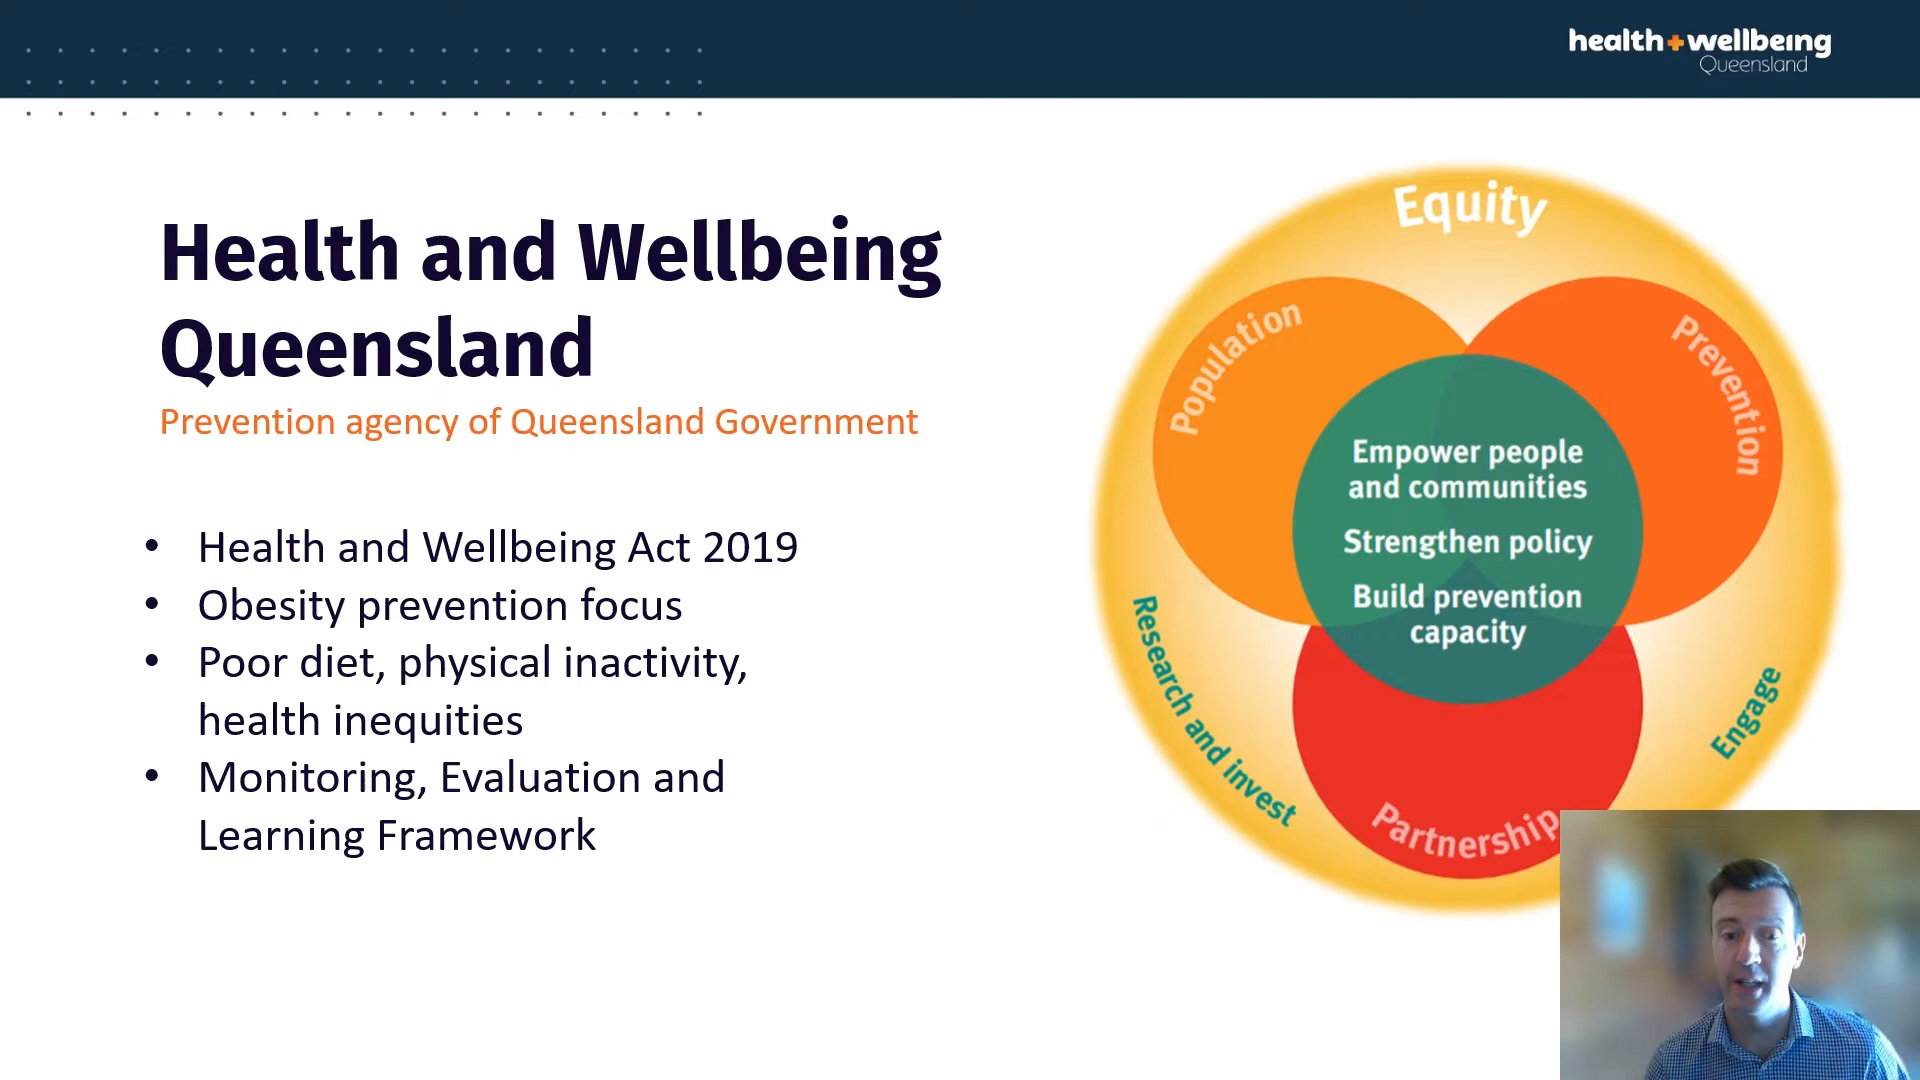 health+wellbeing
Queensland
Health and Wellbeing
Queensland
Prevention agency of Queensland Government
• Health and Wellbeing Act 2019
• Obesity prevention focus
• Poor diet, physical inactivity,
health inequities
• Monitoring, Evaluation and
Learning Framework
Equity
Population
Prevention
Empower people
and communities
Strengthen policy
Build prevention
capacity
Research and invest
Engage
Partnership